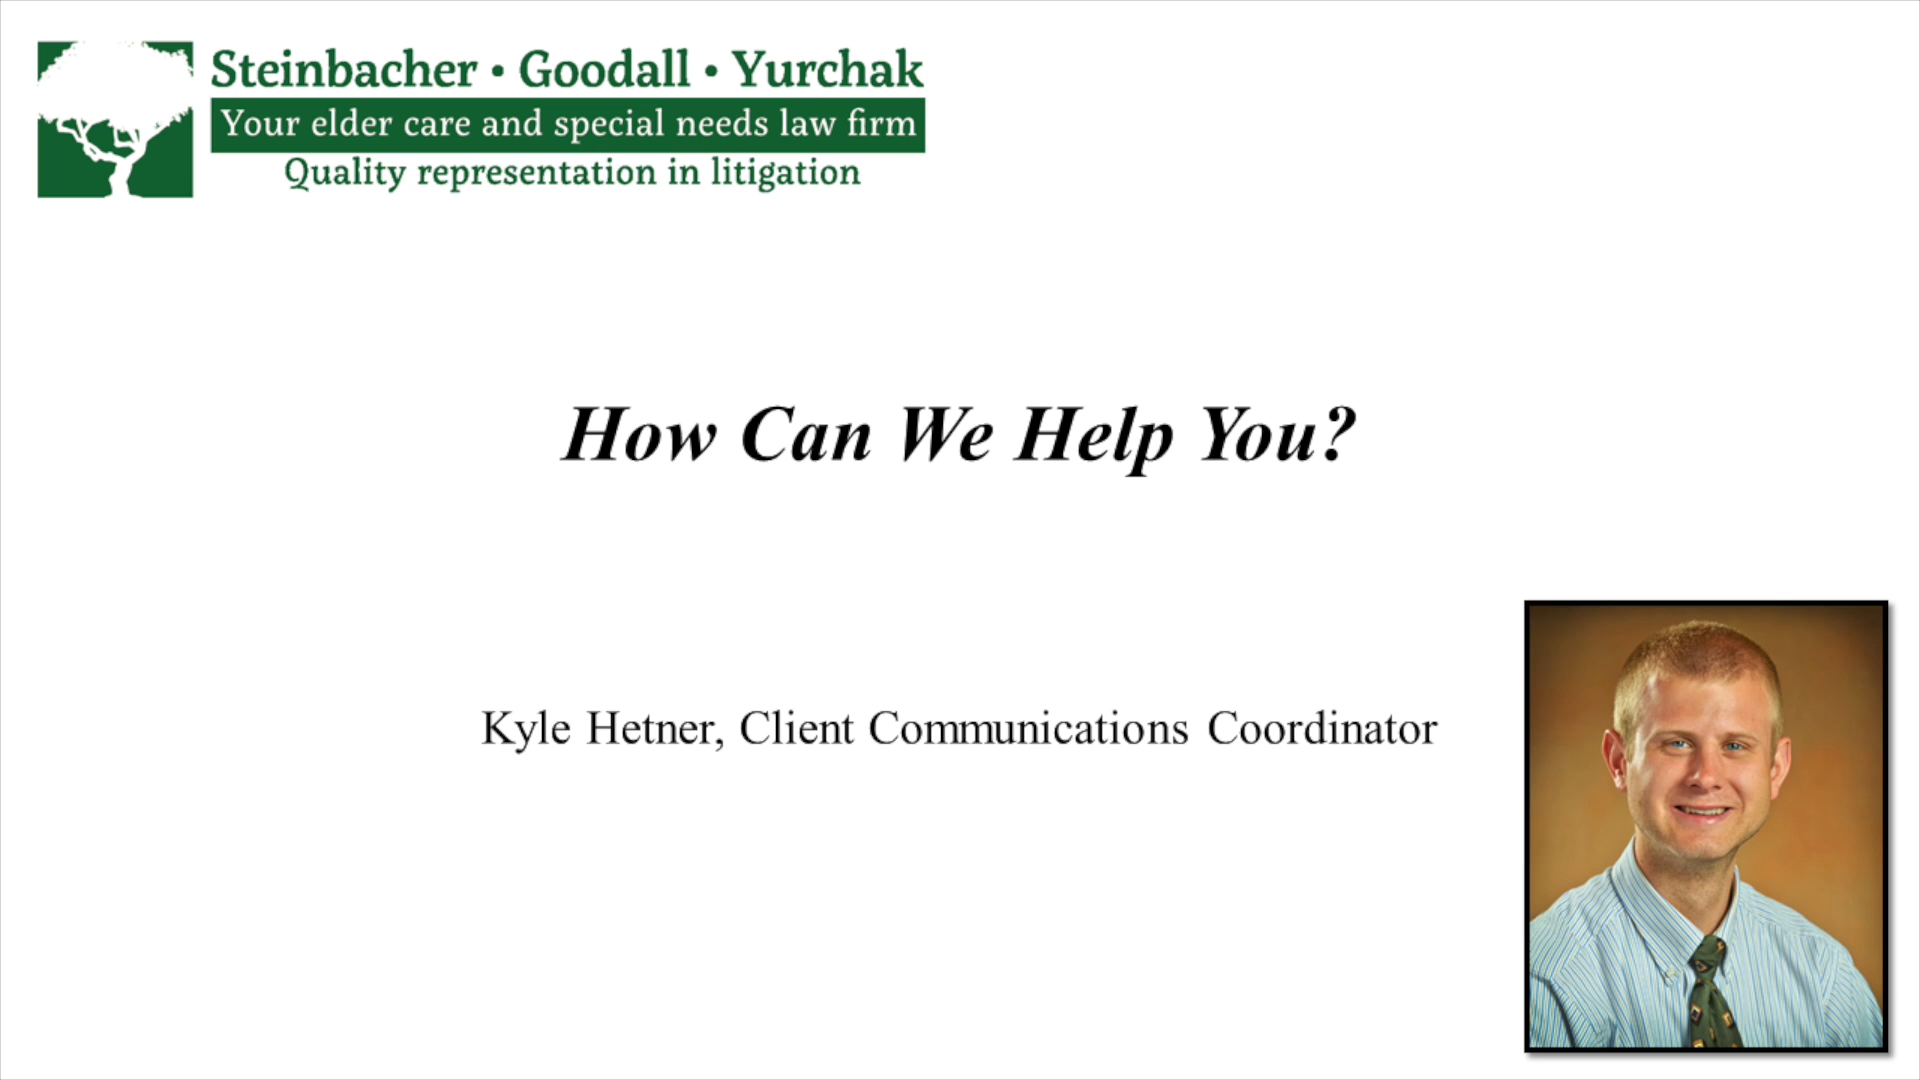 Steinbacher • Goodall • Yurchak
Your elder care and special needs law firm
Quality representation in litigation
How Can We Help You?
Kyle Hetner, Client Communications Coordinator